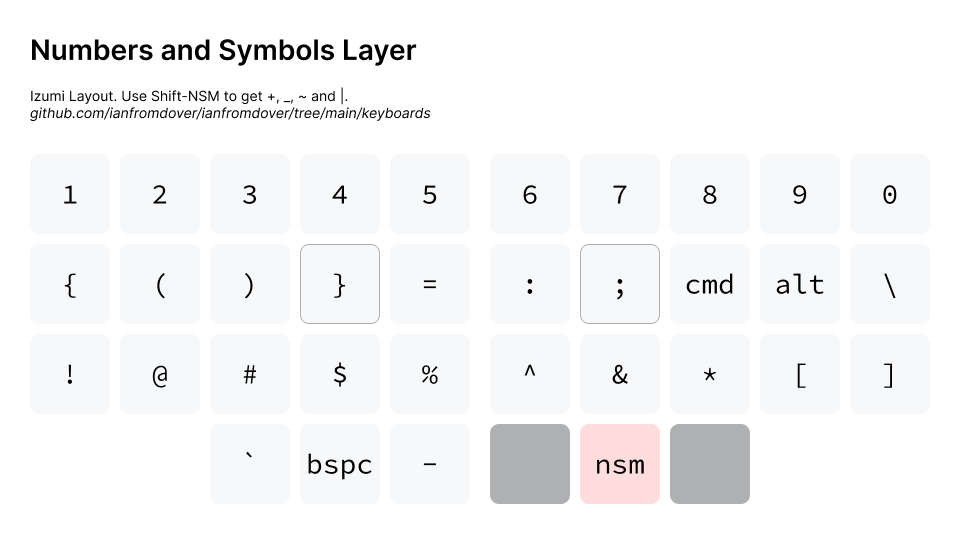 Numbers and Symbols Layer
Izumi Layout. Use Shift-NSM to get +, _, ~ and |.
github.com/ianfromdover/ianfromdover/tree/main/keyboards
1 2 3 4 5 6 7 8 9 0
{ ( ) } = : ; cmd alt \
! @ # $ % ^ & * [ ]
` bspc - nsm